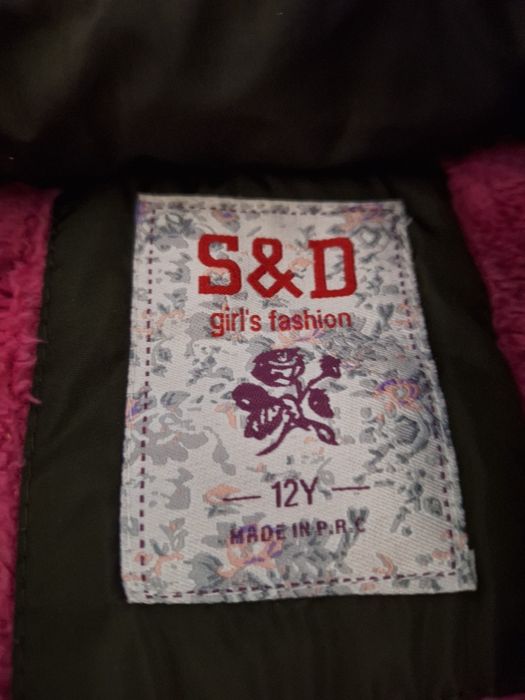 S&D
girl's fashion
— 12Y —
MADE IN P.R.C